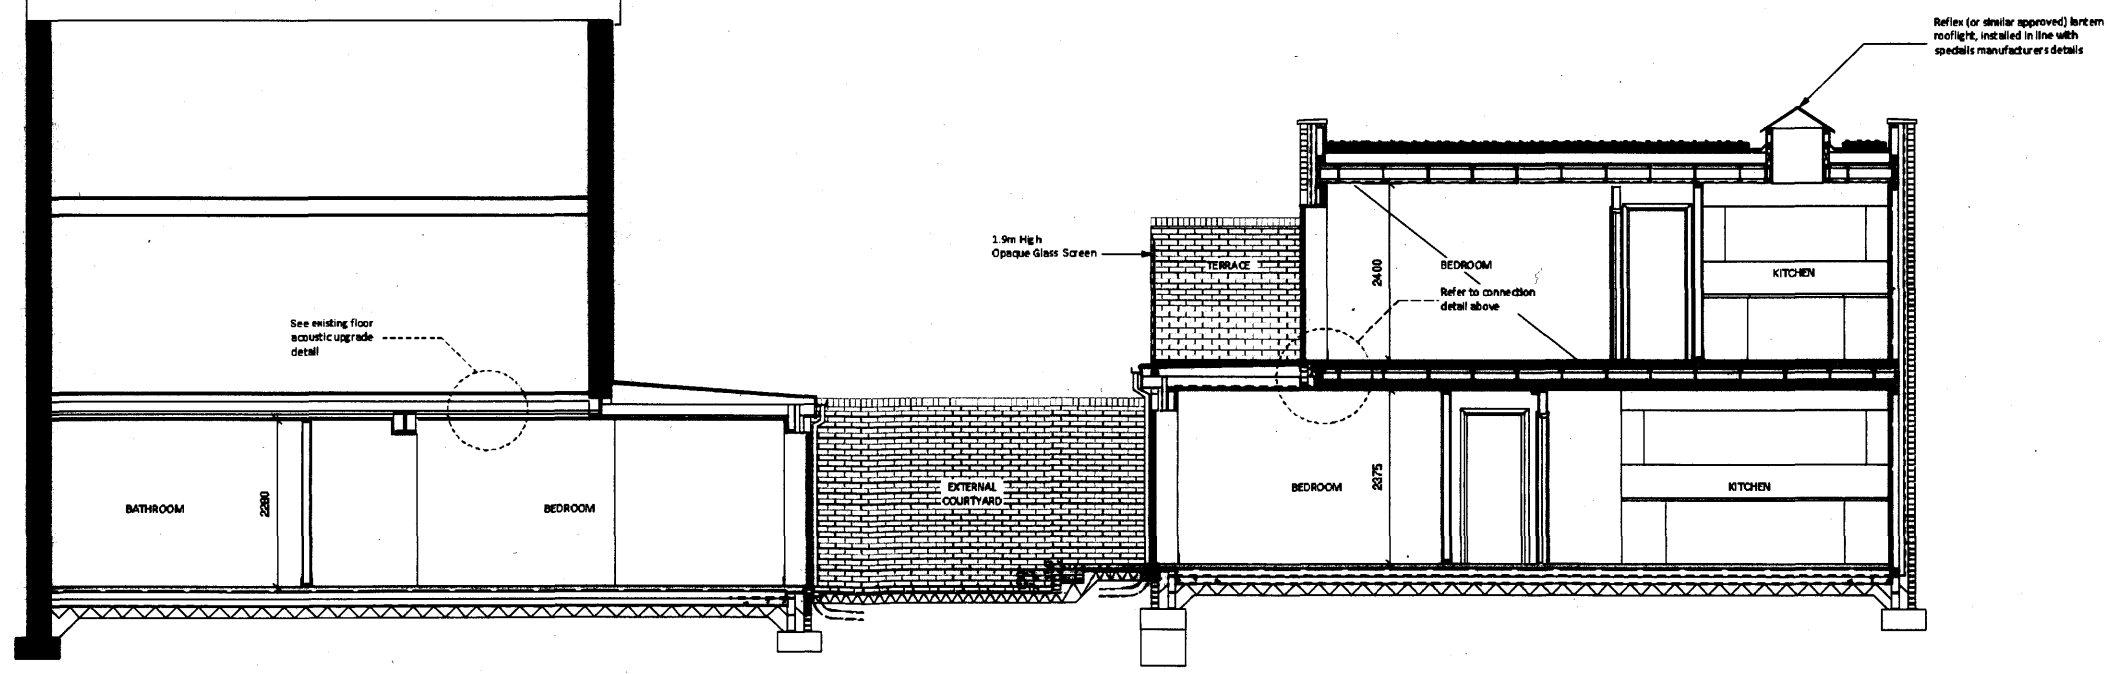 Reflex (or similar approved) lantern
rooflight, installed in line with
specialis manufacturers details
1.9m High
Opaque Glass Screen
TERRACE
2400
BEDROOM
KITCHEN
Refer to connection
detail above
See existing floor
acoustic upgrade
detail
BATHROOM
2280
BEDROOM
EXTERNAL
COURTYARD
BEDROOM
2375
KITCHEN